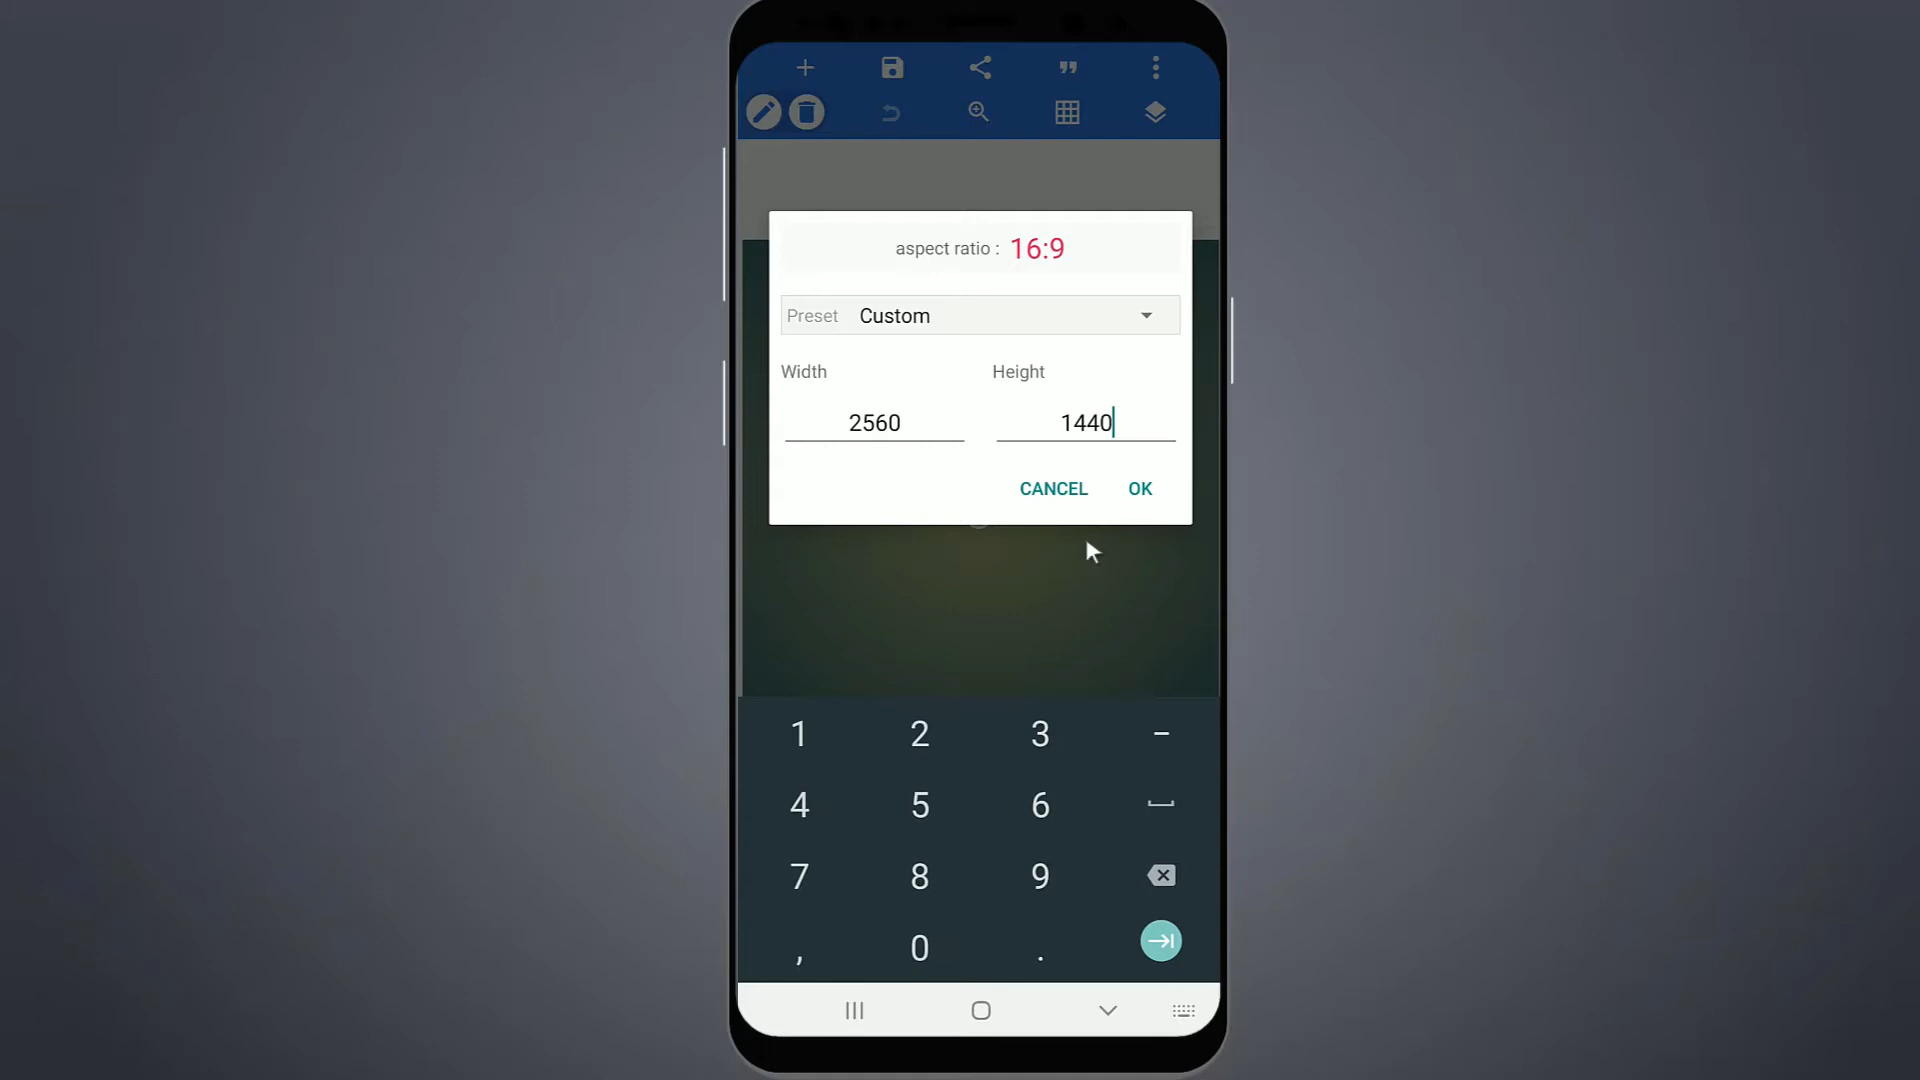 aspect ratio : 16:9
Preset Custom
Width Height
2560 1440
CANCEL OK
1 2 3 -
4 5 6
7 8 9
, 0 .